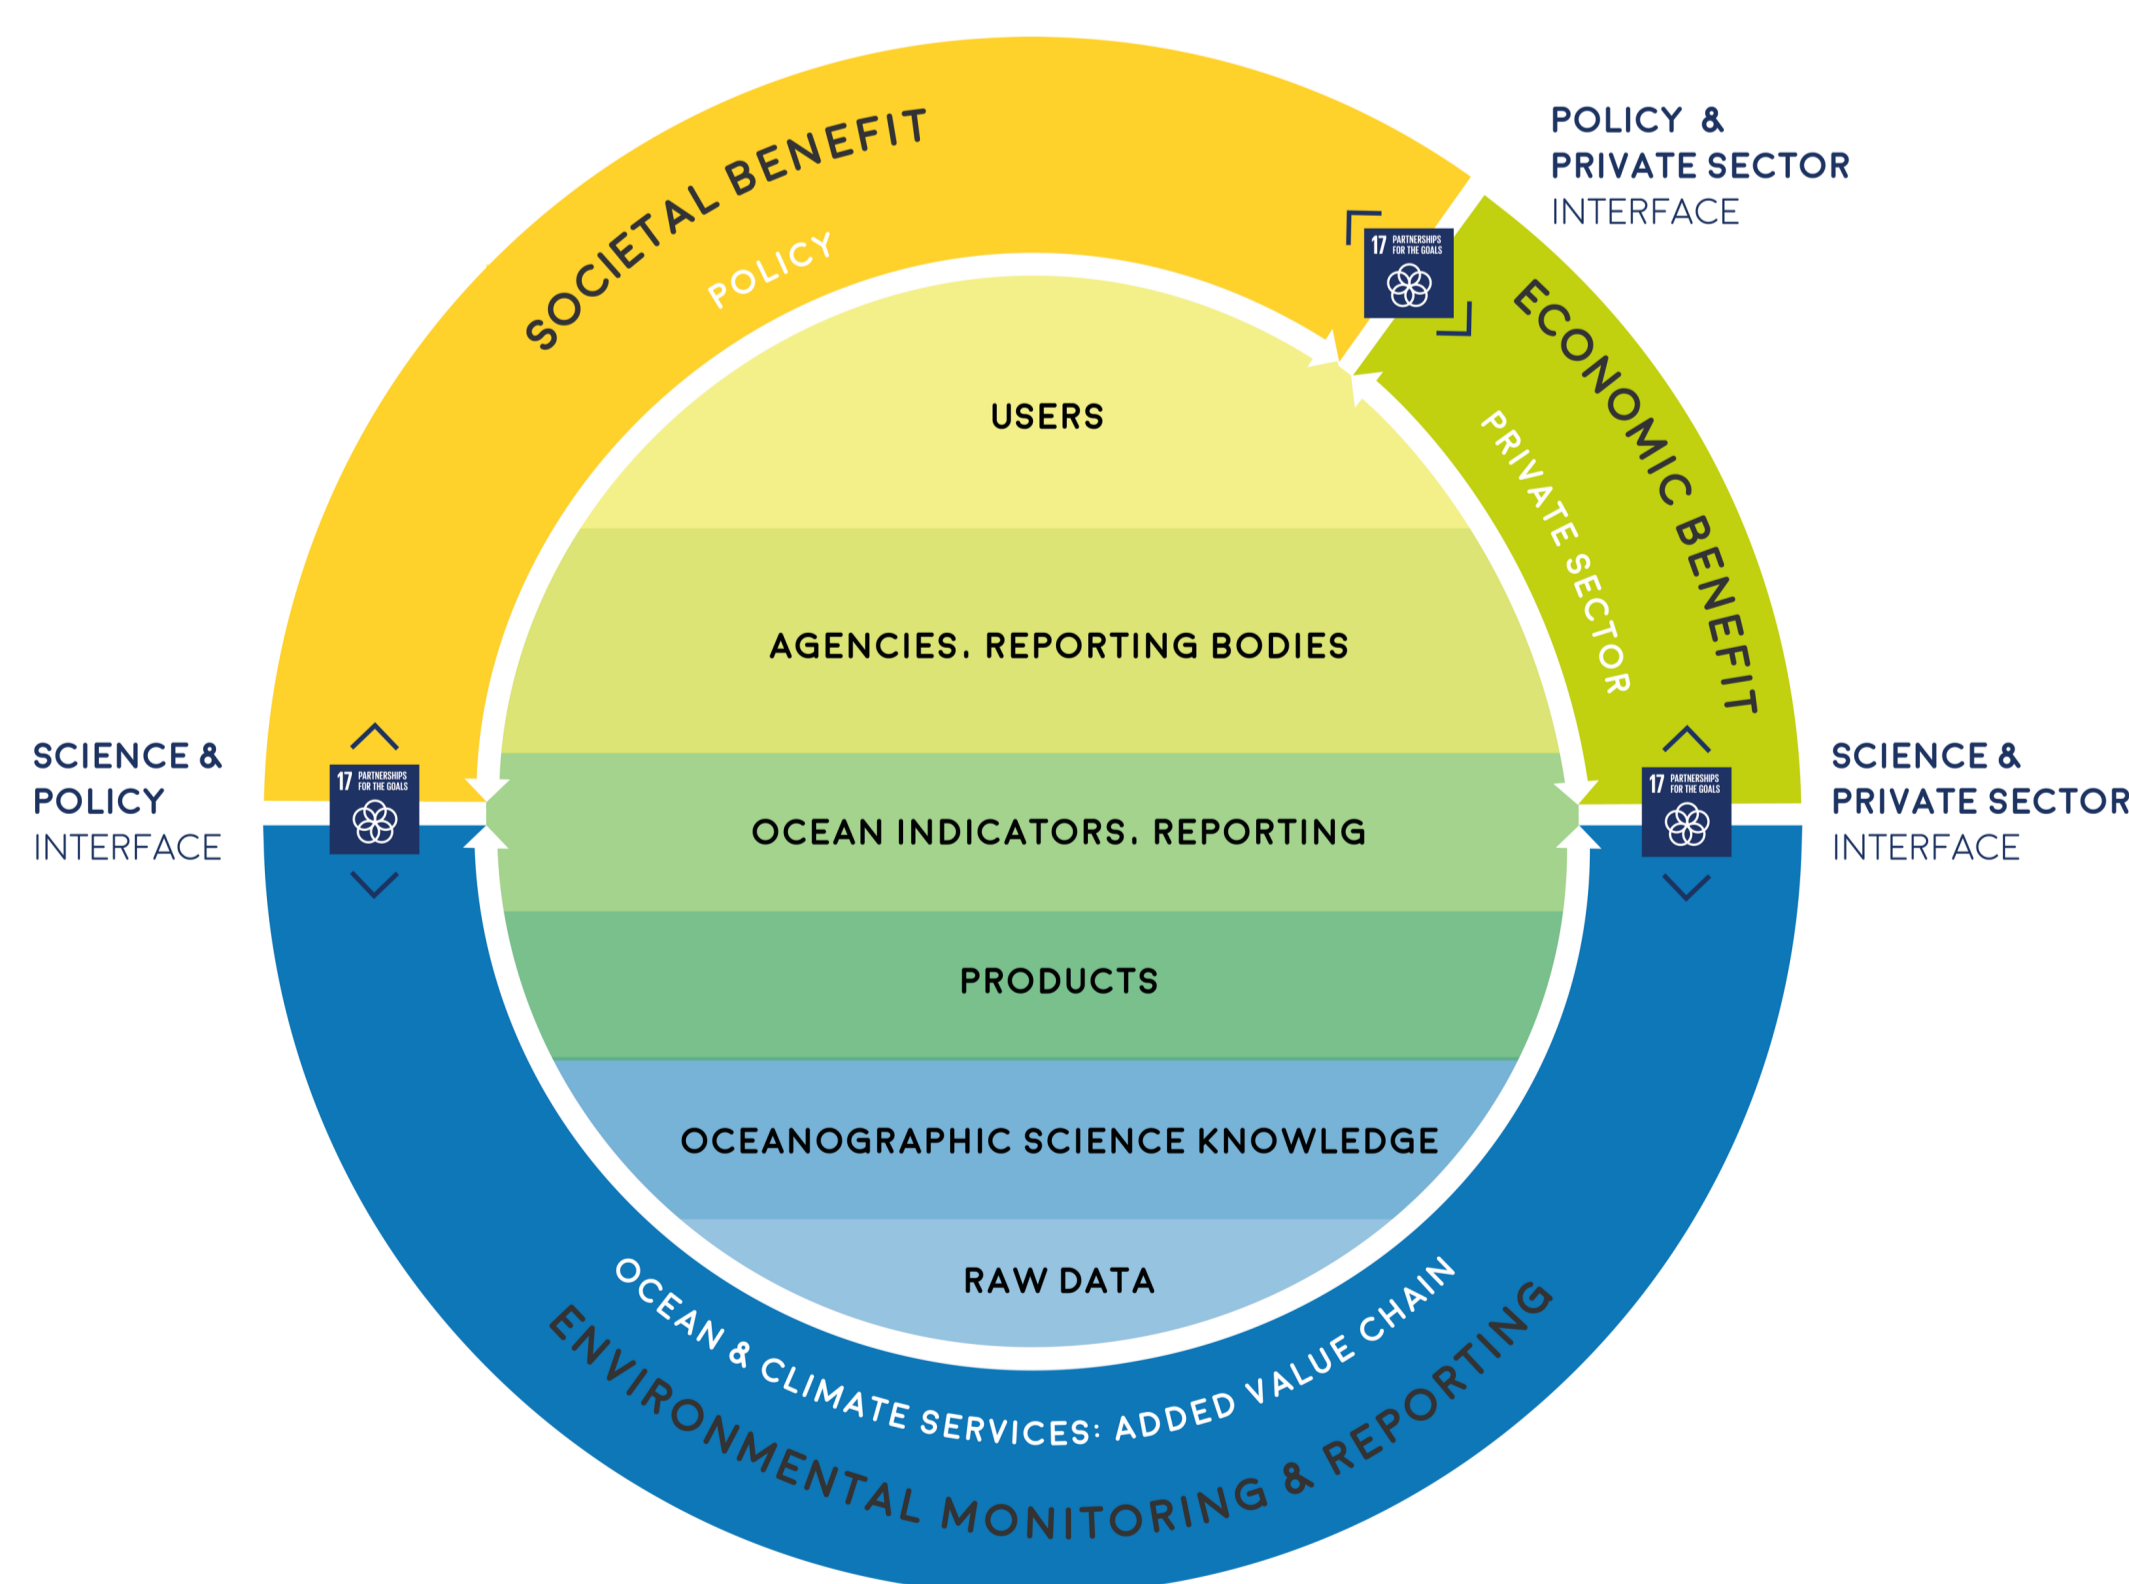 SOCIETAL BENEFIT
POLICY
POLICY &
PRIVATE SECTOR
INTERFACE
17 PARTNERSHIPS
FOR THE GOALS
ECONOMIC BENEFIT
PRIVATE SECTOR
USERS
AGENCIES. REPORTING BODIES
SCIENCE &
POLICY
INTERFACE
17 PARTNERSHIPS
FOR THE GOALS
OCEAN INDICATORS. REPORTING
17 PARTNERSHIPS
FOR THE GOALS
SCIENCE &
PRIVATE SECTOR
INTERFACE
PRODUCTS
OCEANOGRAPHIC SCIENCE KNOWLEDGE
RAW DATA
OCEAN & CLIMATE SERVICES: ADDED VALUE CHAIN
ENVIRONMENTAL MONITORING & REPORTING